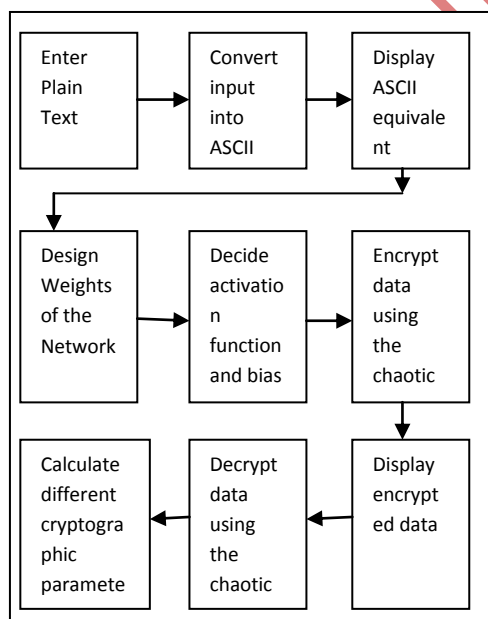 Enter
Plain
Text
Convert
input
into
ASCII
Display
ASCII
equivale
nt
Design
Weights
of the
Network
Decide
activatio
n
function
and bias
Encrypt
data
using
the
chaotic
Calculate
different
cryptogra
phic
paramete
Decrypt
data
using
the
chaotic
Display
encrypt
ed data